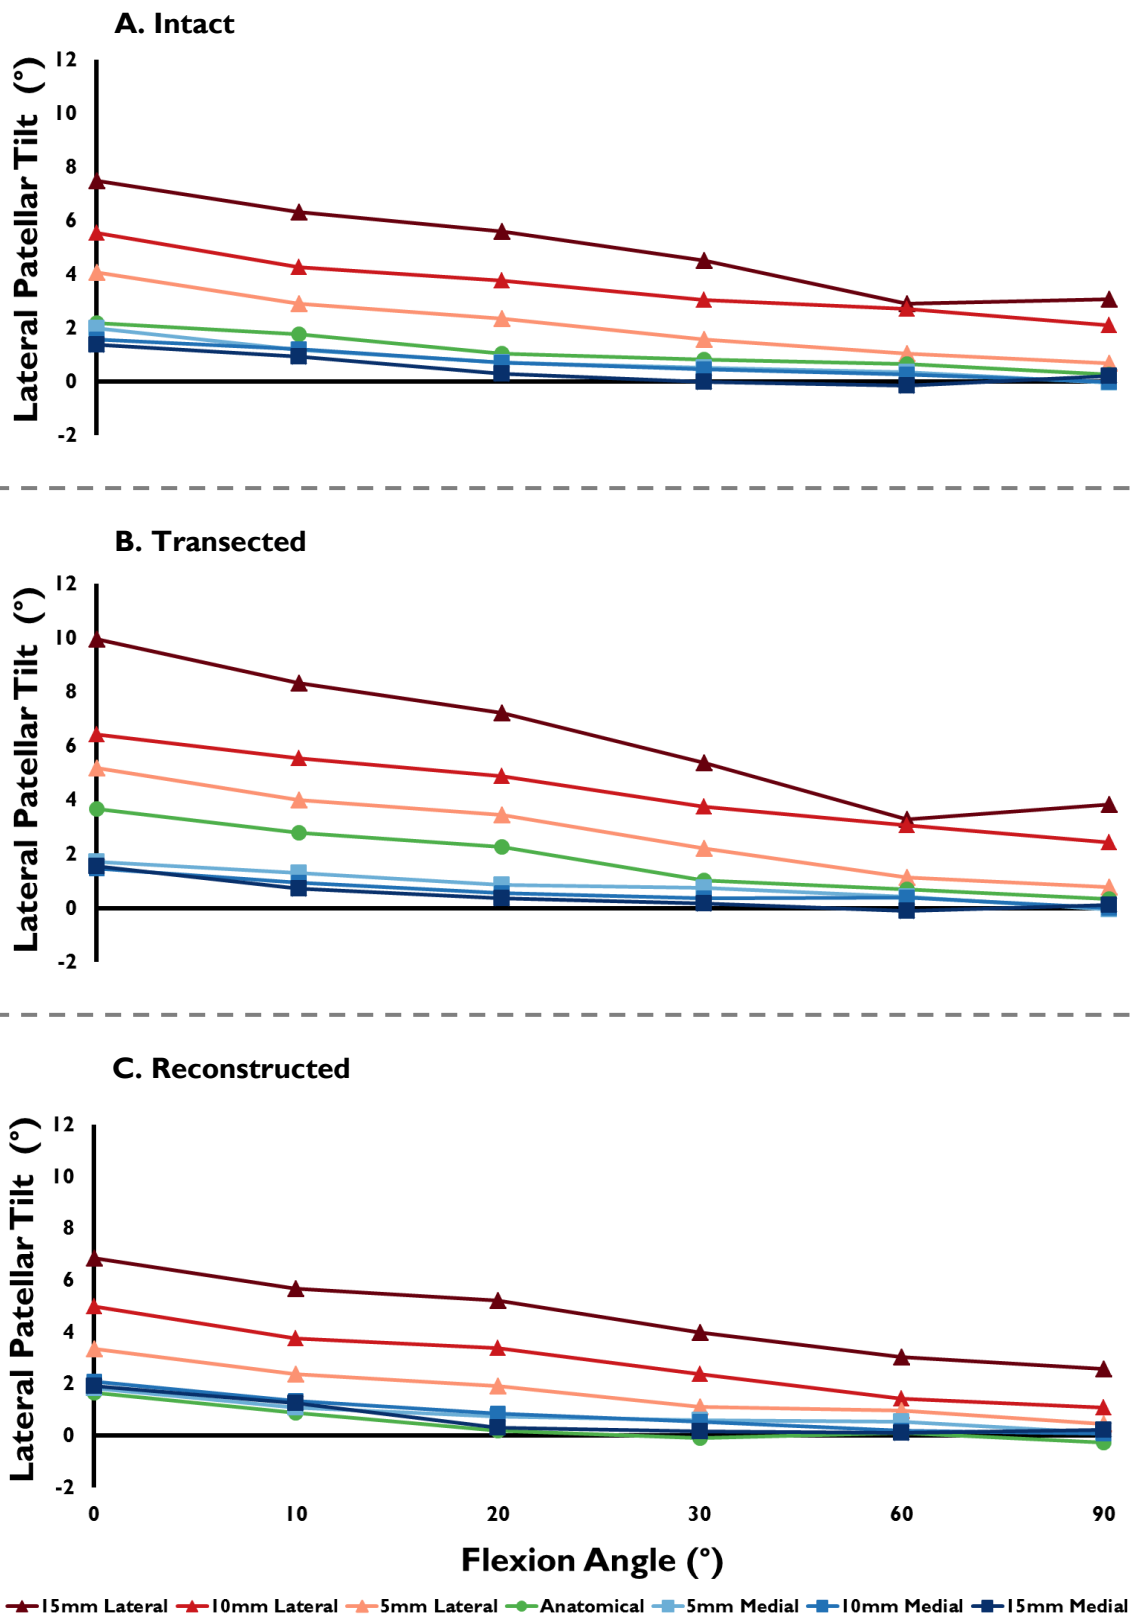 A. Intact
Lateral Patellar Tilt (°)
12
10
8
6
4
2
0
-2
B. Transected
Lateral Patellar Tilt (°)
12
10
8
6
4
2
0
-2
C. Reconstructed
Lateral Patellar Tilt (°)
12
10
8
6
4
2
0
-2
0 10 20 30 60 90
Flexion Angle (°)
15mm Lateral 10mm Lateral 5mm Lateral Anatomical 5mm Medial 10mm Medial 15mm Medial